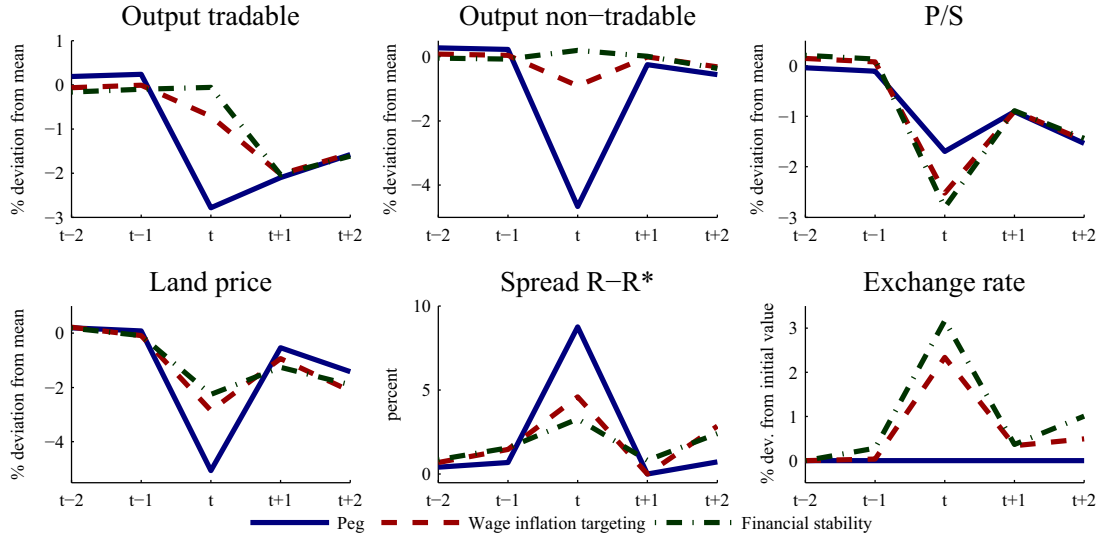 Output tradable
Output non−tradable
P/S
% deviation from mean
1
0
−1
−2
−3
t−2 t−1 t t+1 t+2
% deviation from mean
0
−2
−4
t−2 t−1 t t+1 t+2
% deviation from mean
0
−1
−2
−3
t−2 t−1 t t+1 t+2
Land price
Spread R−R*
Exchange rate
% deviation from mean
0
−2
−4
t−2 t−1 t t+1 t+2
percent
10
5
0
t−2 t−1 t t+1 t+2
% dev. from initial value
3
2
1
0
t−2 t−1 t t+1 t+2
Peg Wage inflation targeting Financial stability